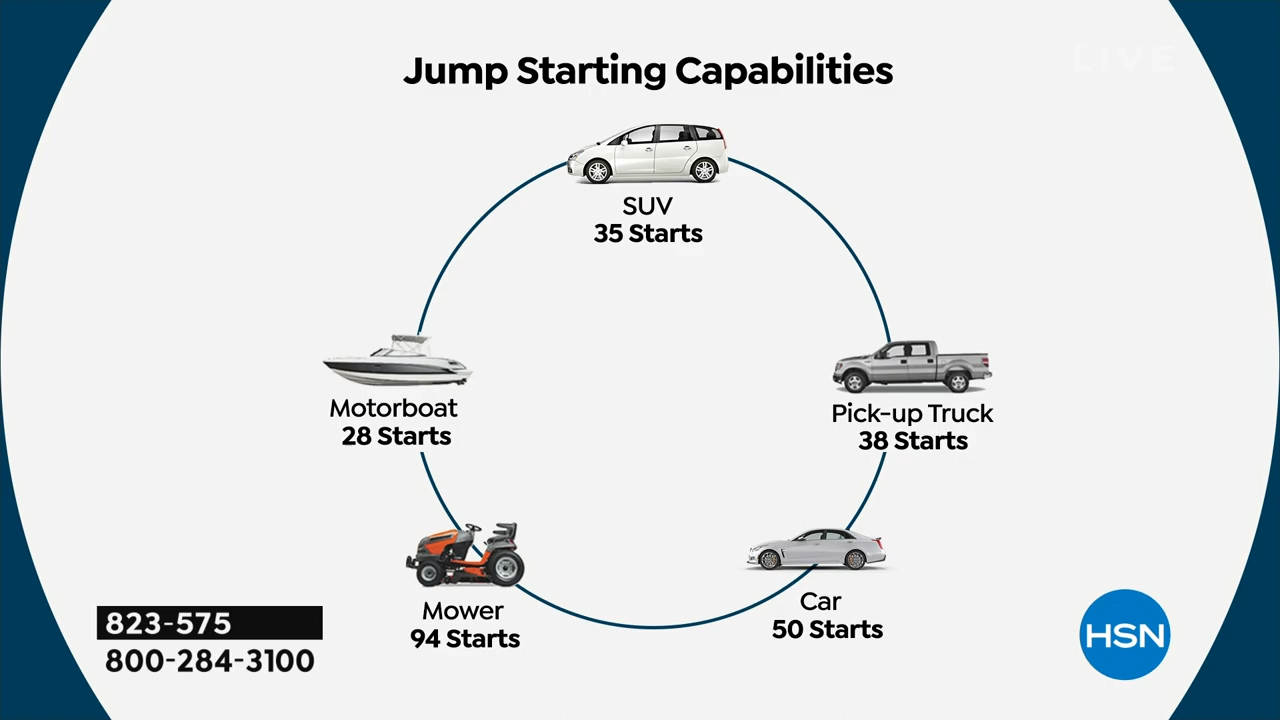 Jump Starting Capabilities
LIVE
SUV
35 Starts
Motorboat
28 Starts
Pick-up Truck
38 Starts
Mower
94 Starts
Car
50 Starts
823-575
800-284-3100
HSN